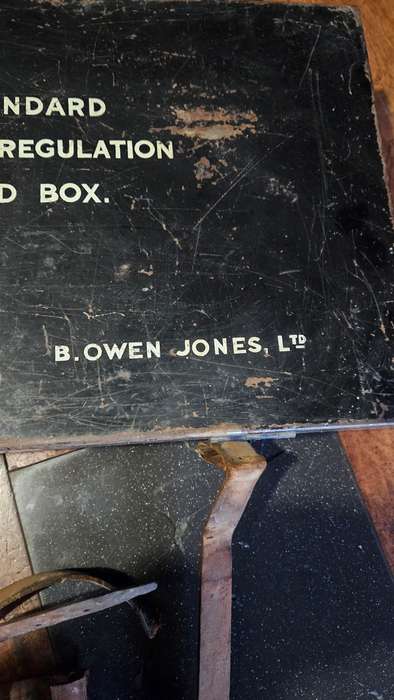 NDARD
REGULATION
D BOX.
B. OWEN JONES, LTD